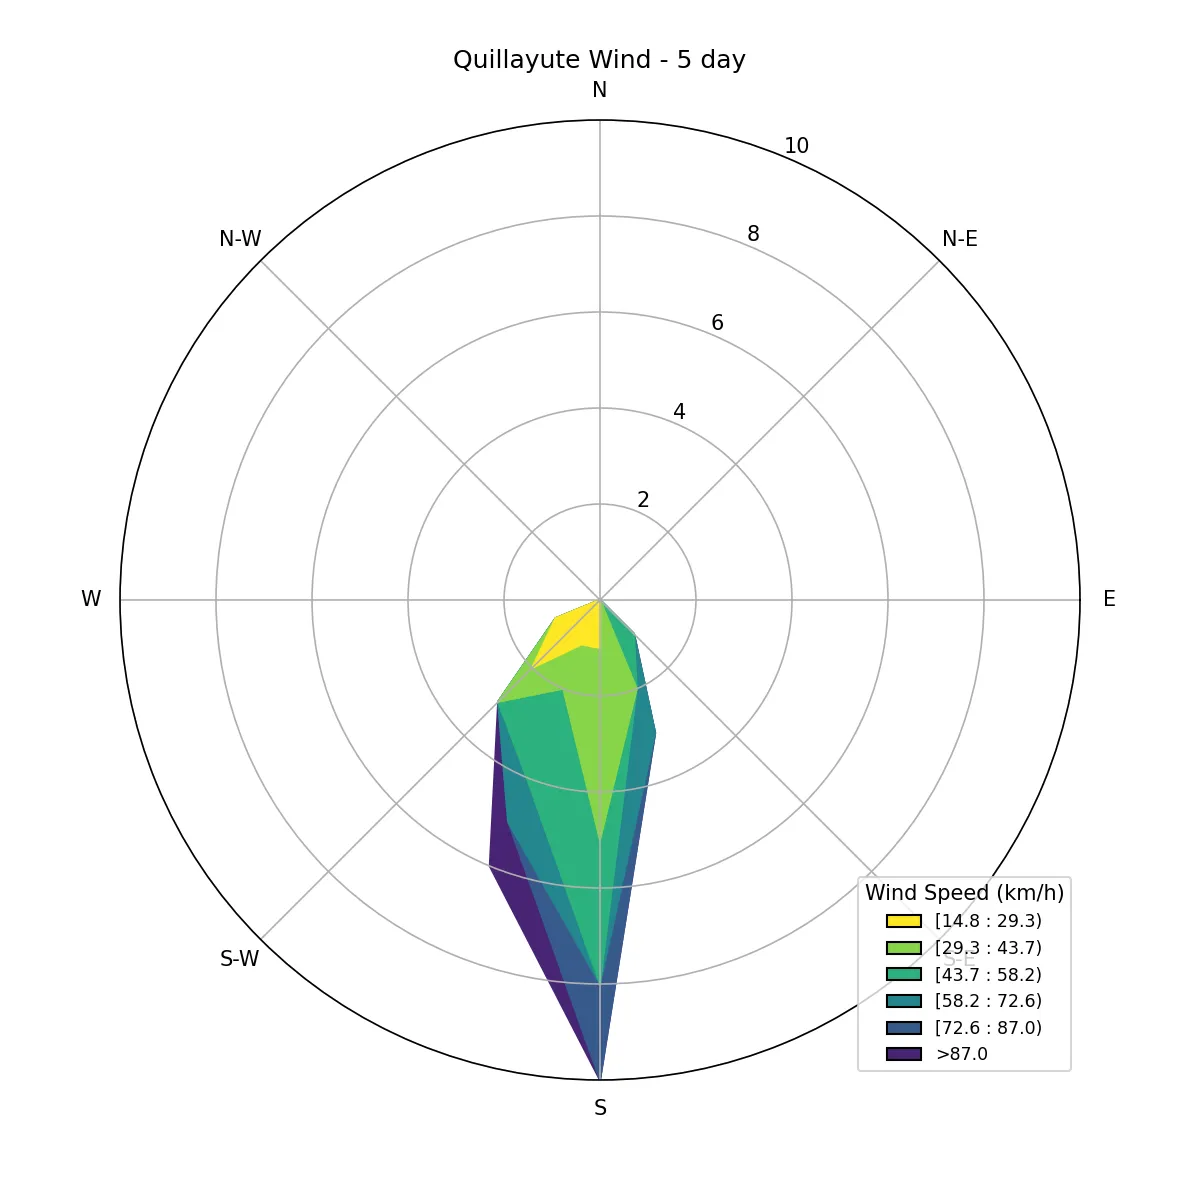 Quillayute Wind - 5 day
N
10
N-W
8
N-E
6
4
2
W
E
Wind Speed (km/h)
[14.8 : 29.3)
[29.3 : 43.7)
S-W
S-E
[43.7 : 58.2)
[58.2 : 72.6)
[72.6 : 87.0)
>87.0
S